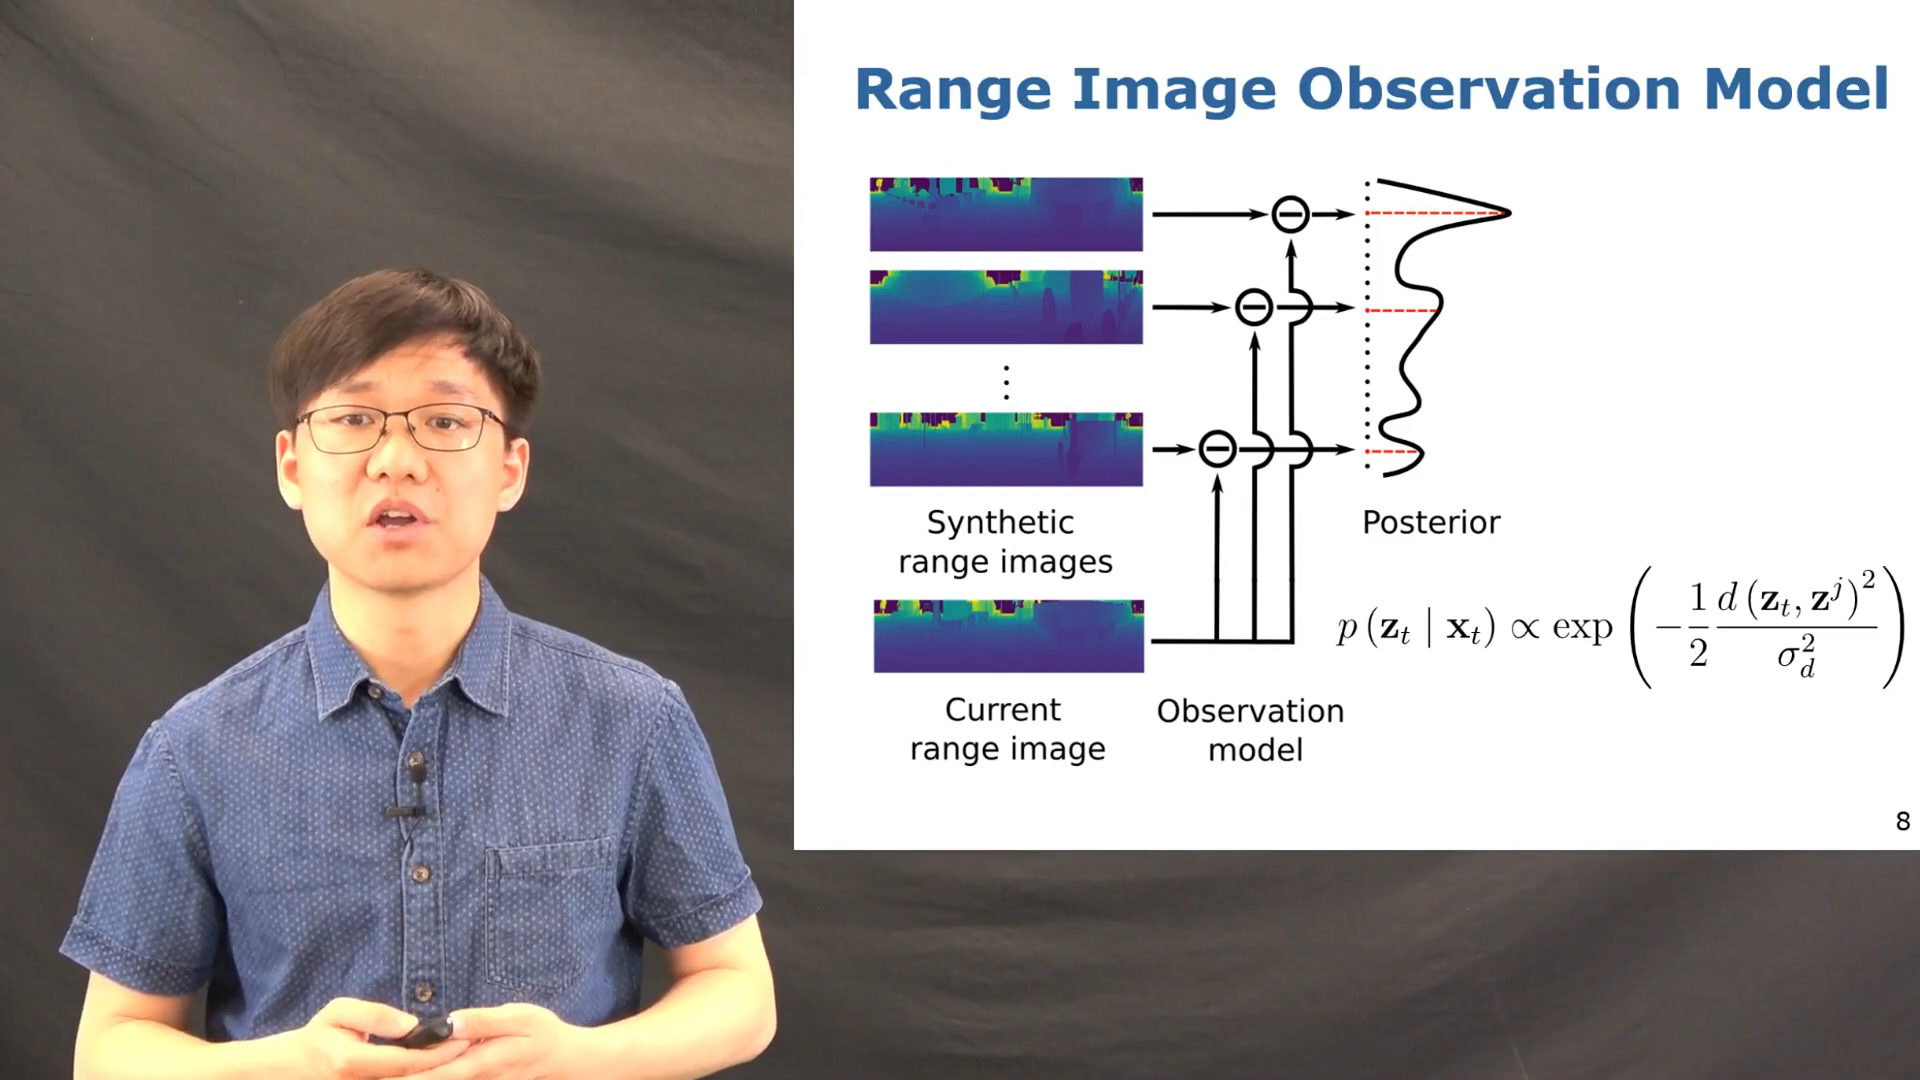 Range Image Observation Model
Synthetic
range images
Posterior
p (z_t | x_t) ∝ exp ( - 1/2 d (z_t, z^j)^2 / σ_d^2 )
Current
range image
Observation
model
8